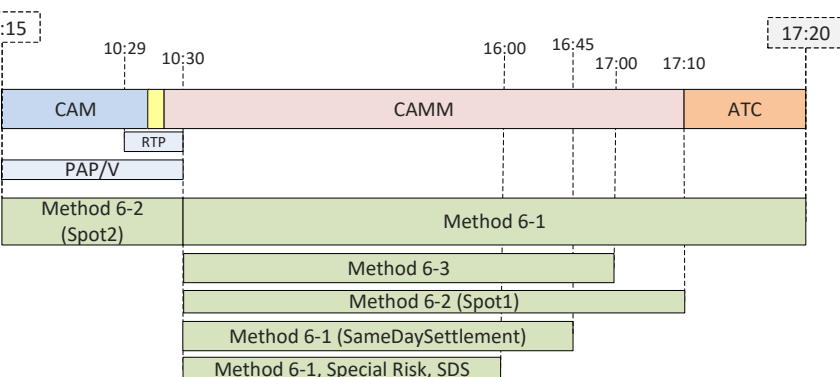 :15
17:20
10:29
10:30
16:00
16:45
17:00
17:10
CAM
CAMM
ATC
RTP
PAP/V
Method 6-2
(Spot2)
Method 6-1
Method 6-3
Method 6-2 (Spot1)
Method 6-1 (SameDaySettlement)
Method 6-1, Special Risk, SDS